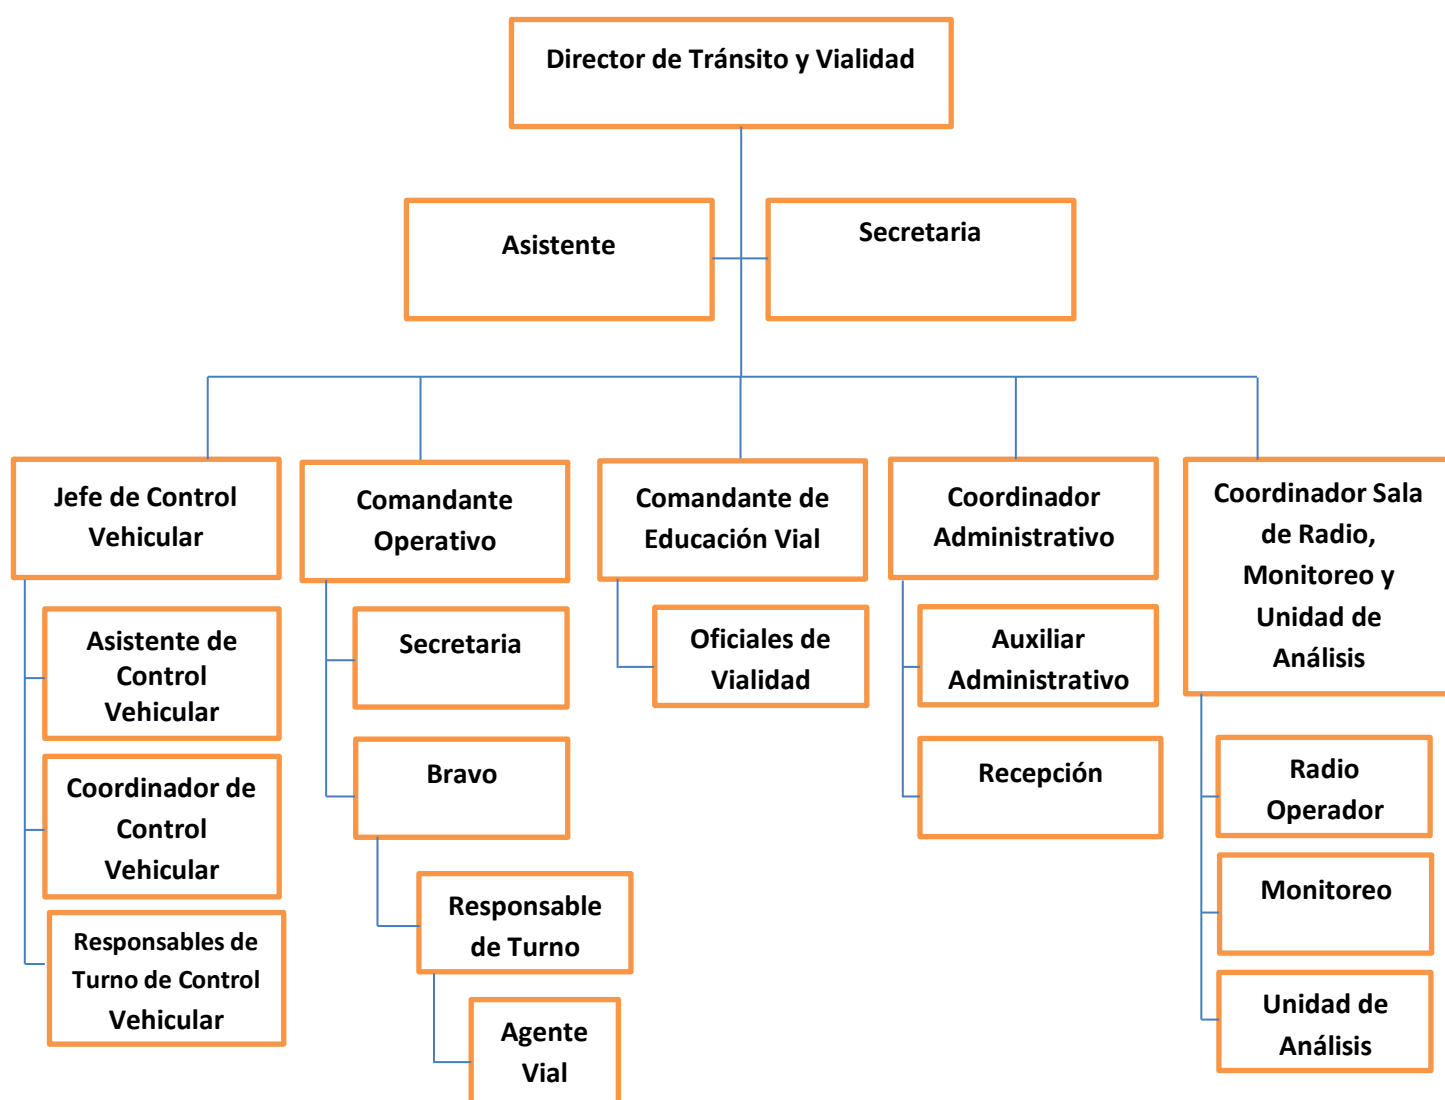 Director de Tránsito y Vialidad
Asistente
Secretaria
Jefe de Control
Vehicular
Comandante
Operativo
Comandante de
Educación Vial
Coordinador
Administrativo
Coordinador Sala
de Radio,
Monitoreo y
Unidad de
Análisis
Asistente de
Control
Vehicular
Coordinador de
Control
Vehicular
Responsables de
Turno de Control
Vehicular
Secretaria
Bravo
Responsable
de Turno
Agente
Vial
Oficiales de
Vialidad
Auxiliar
Administrativo
Recepción
Radio
Operador
Monitoreo
Unidad de
Análisis